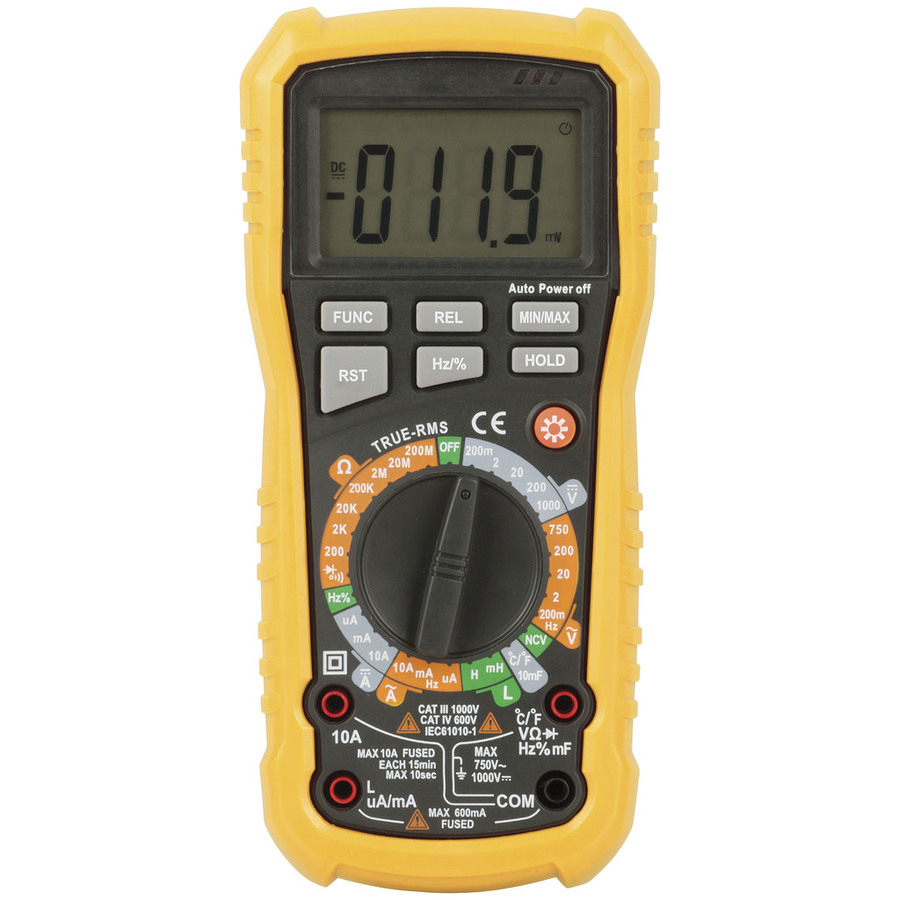 DC
-011.9
mV
Auto Power off
FUNC
REL
MIN/MAX
RST
Hz/%
HOLD
TRUE-RMS
CE
OFF
200m
2
20
200
1000
V
750
200
20
2
200m
Hz
V
NCV
°C/°F
10mF
mH
H
L
uA
mA
Hz
10A
A
10A
mA
uA
A
Hz%
200
2K
20K
200K
2M
20M
200M
Ω
CAT III 1000V
CAT IV 600V
IEC61010-1
10A
°C/°F
VΩ
Hz% mF
MAX 10A FUSED
EACH 15min
MAX 10sec
MAX
750V~
1000V
L
uA/mA
COM
MAX 600mA
FUSED